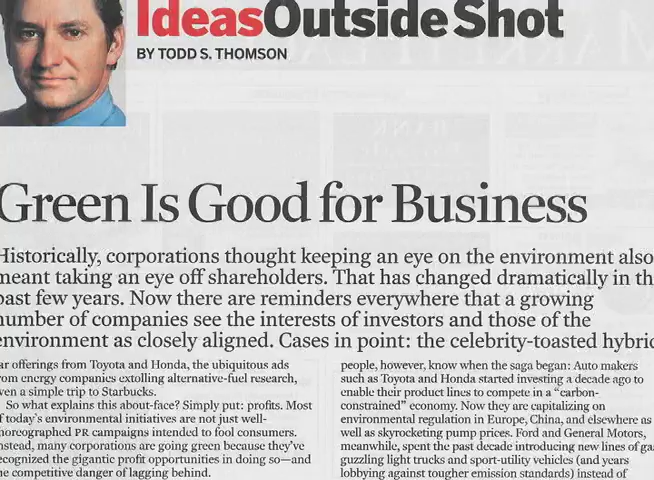 IdeasOutside Shot
BY TODD S. THOMSON
Green Is Good for Business
Historically, corporations thought keeping an eye on the environment also
meant taking an eye off shareholders. That has changed dramatically in th
past few years. Now there are reminders everywhere that a growing
number of companies see the interests of investors and those of the
environment as closely aligned. Cases in point: the celebrity-toasted hybric
ar offerings from Toyota and Honda, the ubiquitous ads
rom energy companies extolling alternative-fuel research,
ven a simple trip to Starbucks.
So what explains this about-face? Simply put: profits. Most
f today's environmental initiatives are not just well-
horeographed PR campaigns intended to fool consumers.
nstead, many corporations are going green because they've
ecognized the gigantic profit opportunities in doing so—and
he competitive danger of lagging behind.
people, however, know when the saga began: Auto makers
such as Toyota and Honda started investing a decade ago to
enable their product lines to compete in a "carbon-
constrained" economy. Now they are capitalizing on
environmental regulation in Europe, China, and elsewhere as
well as skyrocketing pump prices. Ford and General Motors,
meanwhile, spent the past decade introducing new lines of ga
guzzling light trucks and sport-utility vehicles (and years
lobbying against tougher emission standards) instead of